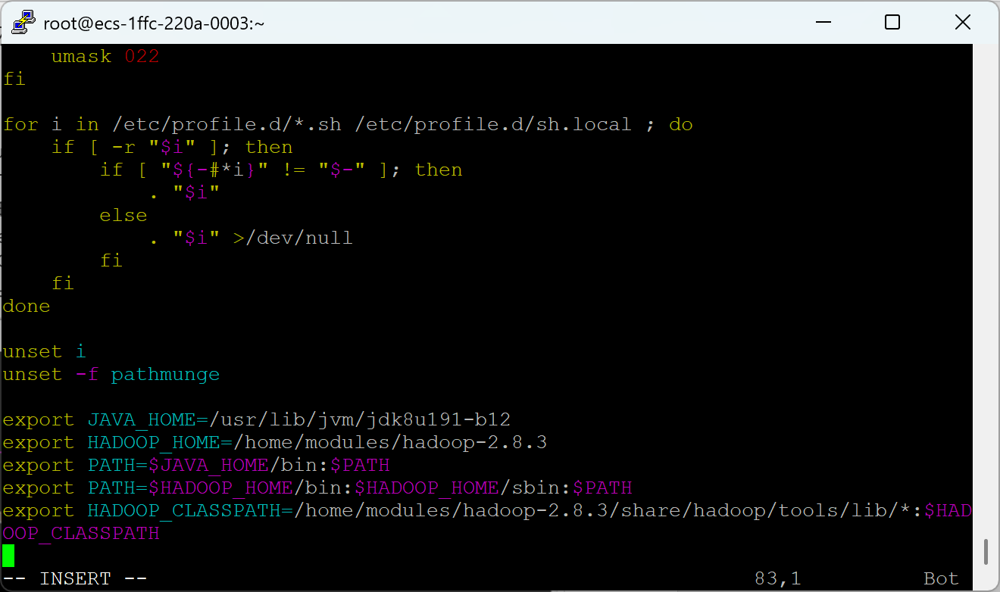 root@ecs-1ffc-220a-0003:~
    umask 022
fi

for i in /etc/profile.d/*.sh /etc/profile.d/sh.local ; do
    if [ -r "$i" ]; then
        if [ "${-#*i}" != "$-" ]; then
            . "$i"
        else
            . "$i" >/dev/null
        fi
    fi
done

unset i
unset -f pathmunge

export JAVA_HOME=/usr/lib/jvm/jdk8u191-b12
export HADOOP_HOME=/home/modules/hadoop-2.8.3
export PATH=$JAVA_HOME/bin:$PATH
export PATH=$HADOOP_HOME/bin:$HADOOP_HOME/sbin:$PATH
export HADOOP_CLASSPATH=/home/modules/hadoop-2.8.3/share/hadoop/tools/lib/*:$HAD
OOP_CLASSPATH

-- INSERT -- 83,1 Bot